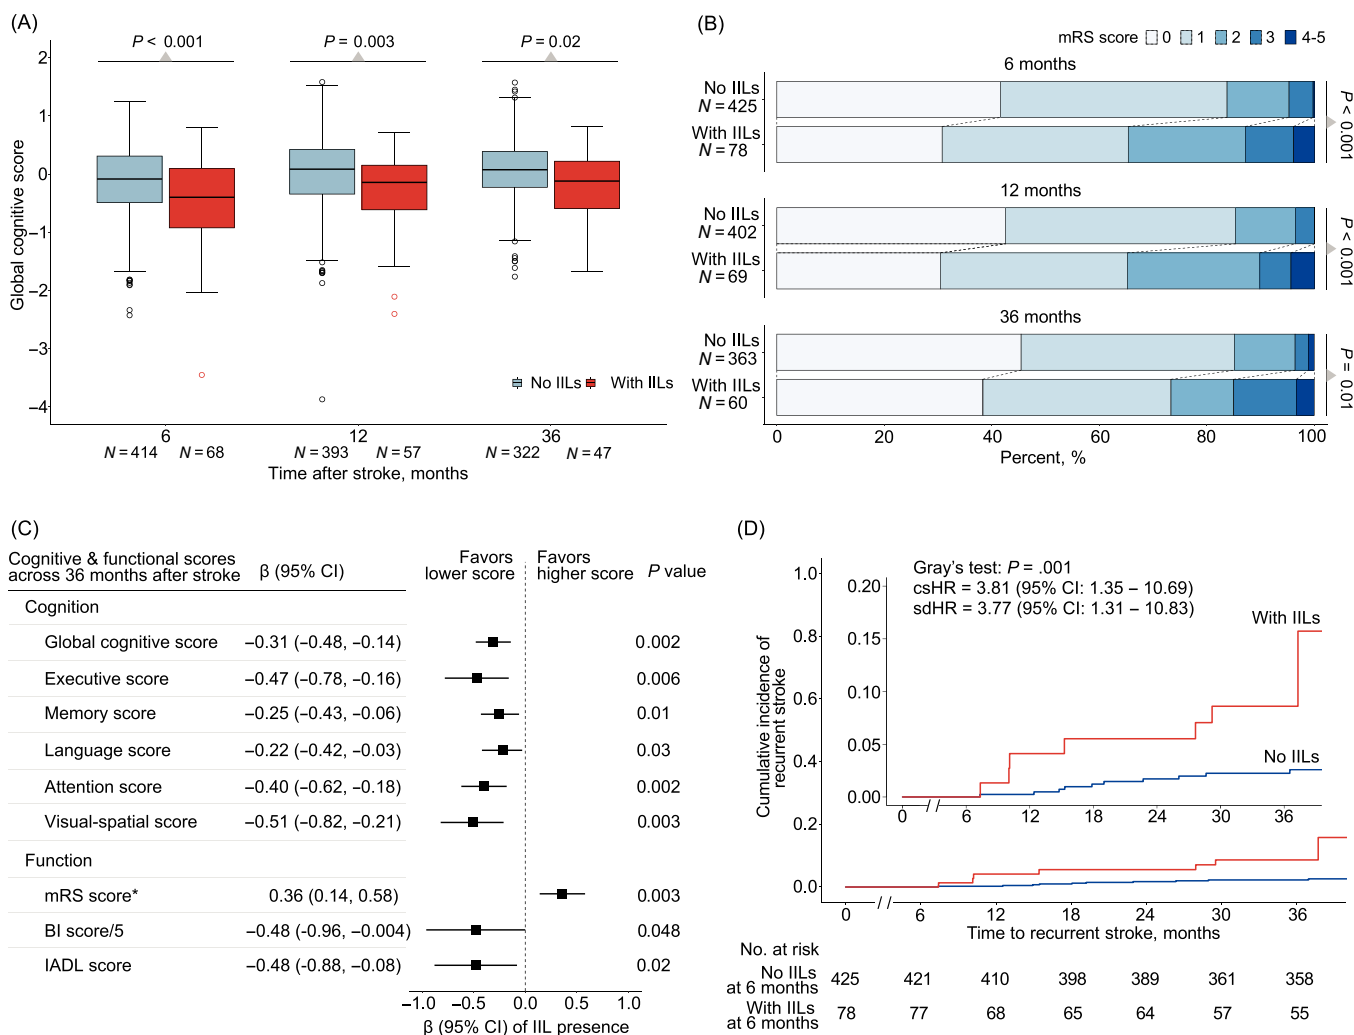 (A)
P < 0.001
P = 0.003
P = 0.02
2
1
0
−1
−2
−3
−4
Global cognitive score
No IILs With IILs
6 12 36
N = 414 N = 68 N = 393 N = 57 N = 322 N = 47
Time after stroke, months
(B)
mRS score 0 1 2 3 4-5
6 months
No IILs
N = 425
With IILs
N = 78
P < 0.001
12 months
No IILs
N = 402
With IILs
N = 69
P < 0.001
36 months
No IILs
N = 363
With IILs
N = 60
P = 0.01
0 20 40 60 80 100
Percent, %
(C)
Cognitive & functional scores
across 36 months after stroke
β (95% CI)
Favors
lower score
Favors
higher score
P value
Cognition
Global cognitive score −0.31 (−0.48, −0.14) 0.002
Executive score −0.47 (−0.78, −0.16) 0.006
Memory score −0.25 (−0.43, −0.06) 0.01
Language score −0.22 (−0.42, −0.03) 0.03
Attention score −0.40 (−0.62, −0.18) 0.002
Visual-spatial score −0.51 (−0.82, −0.21) 0.003
Function
mRS score* 0.36 (0.14, 0.58) 0.003
BI score/5 −0.48 (−0.96, −0.004) 0.048
IADL score −0.48 (−0.88, −0.08) 0.02
−1.0 −0.5 0.0 0.5 1.0
β (95% CI) of IIL presence
(D)
Cumulative incidence of
recurrent stroke
1.0
0.8
0.6
0.4
0.2
0.0
0.20
0.15
0.10
0.05
0.00
Gray's test: P = .001
csHR = 3.81 (95% CI: 1.35 – 10.69)
sdHR = 3.77 (95% CI: 1.31 – 10.83)
With IILs
No IILs
0 6 12 18 24 30 36
0 6 12 18 24 30 36
Time to recurrent stroke, months
No. at risk
No IILs
at 6 months
425 421 410 398 389 361 358
With IILs
at 6 months
78 77 68 65 64 57 55